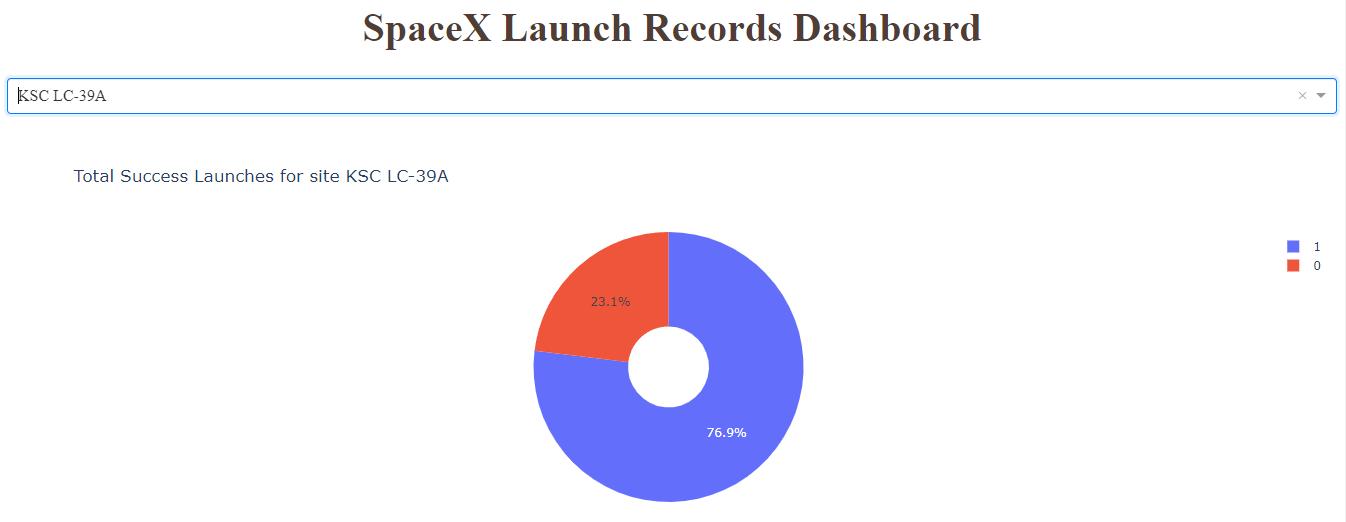 SpaceX Launch Records Dashboard
KSC LC-39A
×
Total Success Launches for site KSC LC-39A
1
0
23.1%
76.9%